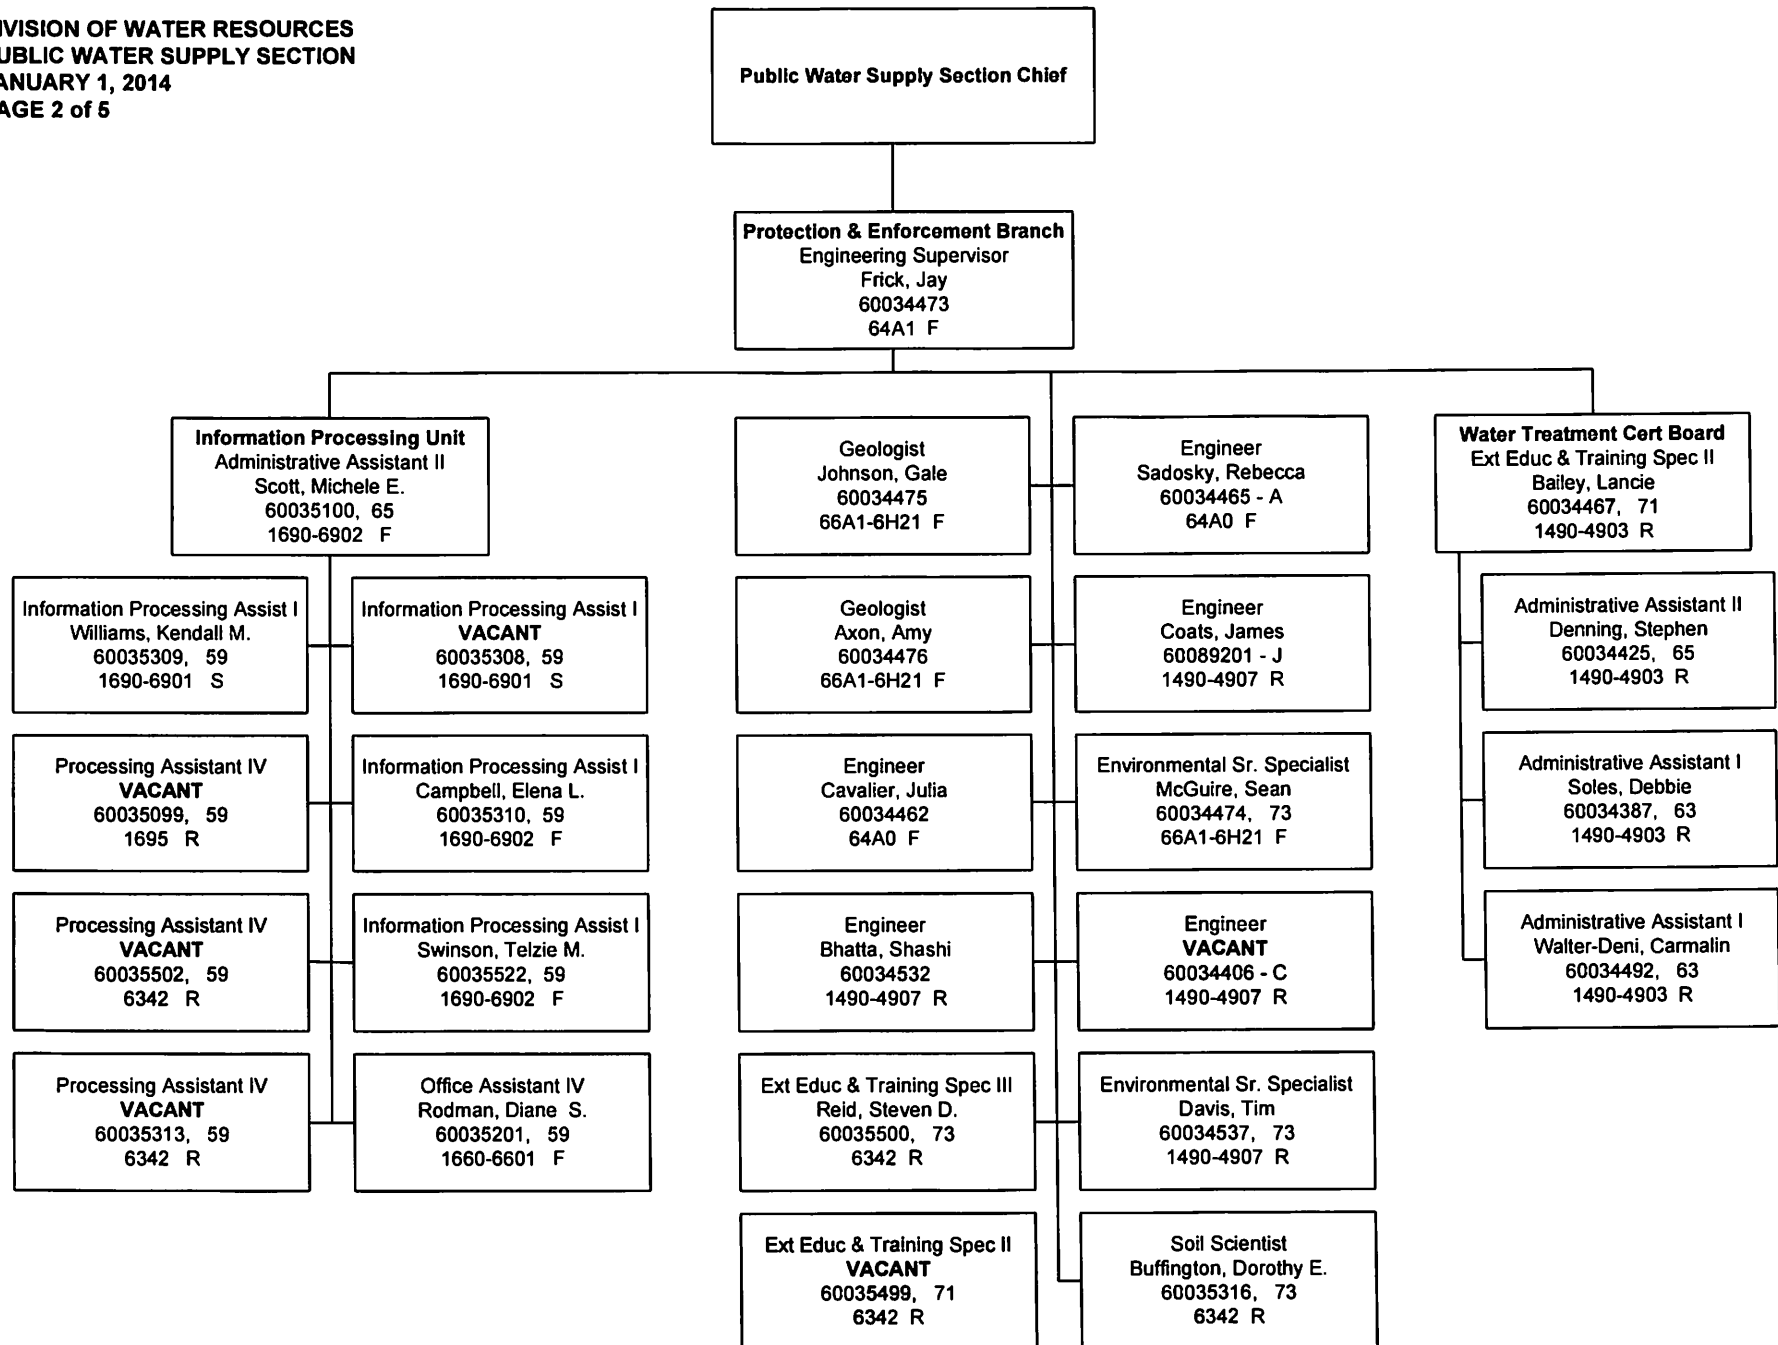 IVISION OF WATER RESOURCES
UBLIC WATER SUPPLY SECTION
ANUARY 1, 2014
AGE 2 of 5
Public Water Supply Section Chief
Protection & Enforcement Branch
Engineering Supervisor
Frick, Jay
60034473
64A1 F
Information Processing Unit
Administrative Assistant II
Scott, Michele E.
60035100, 65
1690-6902 F
Information Processing Assist I
Williams, Kendall M.
60035309, 59
1690-6901 S
Information Processing Assist I
VACANT
60035308, 59
1690-6901 S
Processing Assistant IV
VACANT
60035099, 59
1695 R
Information Processing Assist I
Campbell, Elena L.
60035310, 59
1690-6902 F
Processing Assistant IV
VACANT
60035502, 59
6342 R
Information Processing Assist I
Swinson, Telzie M.
60035522, 59
1690-6902 F
Processing Assistant IV
VACANT
60035313, 59
6342 R
Office Assistant IV
Rodman, Diane S.
60035201, 59
1660-6601 F
Geologist
Johnson, Gale
60034475
66A1-6H21 F
Engineer
Sadosky, Rebecca
60034465 - A
64A0 F
Geologist
Axon, Amy
60034476
66A1-6H21 F
Engineer
Coats, James
60089201 - J
1490-4907 R
Engineer
Cavalier, Julia
60034462
64A0 F
Environmental Sr. Specialist
McGuire, Sean
60034474, 73
66A1-6H21 F
Engineer
Bhatta, Shashi
60034532
1490-4907 R
Engineer
VACANT
60034406 - C
1490-4907 R
Ext Educ & Training Spec III
Reid, Steven D.
60035500, 73
6342 R
Environmental Sr. Specialist
Davis, Tim
60034537, 73
1490-4907 R
Ext Educ & Training Spec II
VACANT
60035499, 71
6342 R
Soil Scientist
Buffington, Dorothy E.
60035316, 73
6342 R
Water Treatment Cert Board
Ext Educ & Training Spec II
Bailey, Lancie
60034467, 71
1490-4903 R
Administrative Assistant II
Denning, Stephen
60034425, 65
1490-4903 R
Administrative Assistant I
Soles, Debbie
60034387, 63
1490-4903 R
Administrative Assistant I
Walter-Deni, Carmalin
60034492, 63
1490-4903 R